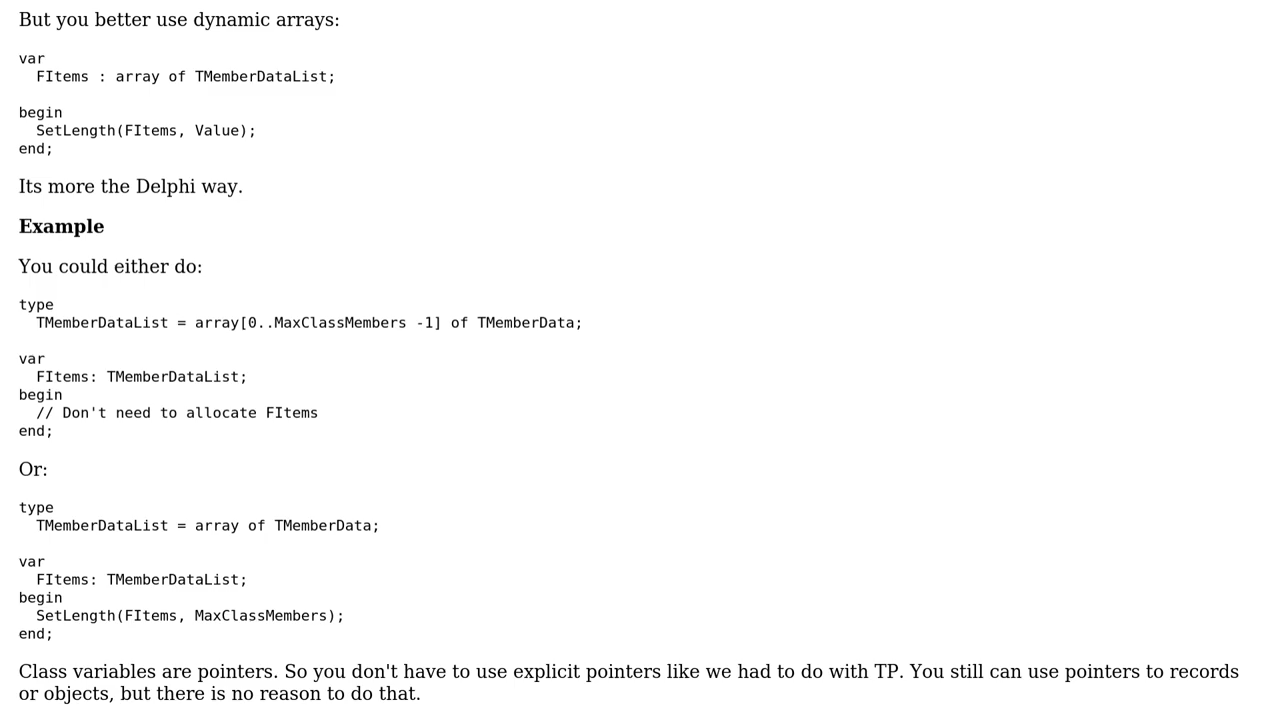 But you better use dynamic arrays:
var
  FItems : array of TMemberDataList;
begin
  SetLength(FItems, Value);
end;
Its more the Delphi way.
Example
You could either do:
type
  TMemberDataList = array[0..MaxClassMembers -1] of TMemberData;
var
  FItems: TMemberDataList;
begin
  // Don't need to allocate FItems
end;
Or:
type
  TMemberDataList = array of TMemberData;
var
  FItems: TMemberDataList;
begin
  SetLength(FItems, MaxClassMembers);
end;
Class variables are pointers. So you don't have to use explicit pointers like we had to do with TP. You still can use pointers to records
or objects, but there is no reason to do that.